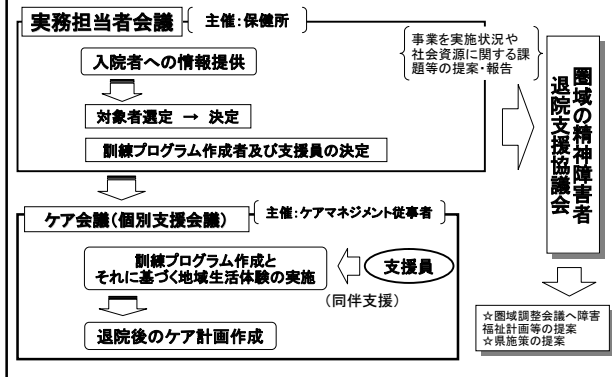 実務担当者会議
主催:保健所
入院者への情報提供
対象者選定 → 決定
訓練プログラム作成者及び支援員の決定
事業を実施状況や
社会資源に関する課
題等の提案・報告
圏域の精神障害者
退院支援協議会
ケア会議(個別支援会議)
主催:ケアマネジメント従事者
訓練プログラム作成と
それに基づく地域生活体験の実施
支援員
(同伴支援)
退院後のケア計画作成
☆圏域調整会議へ障害
福祉計画等の提案
☆県施策の提案